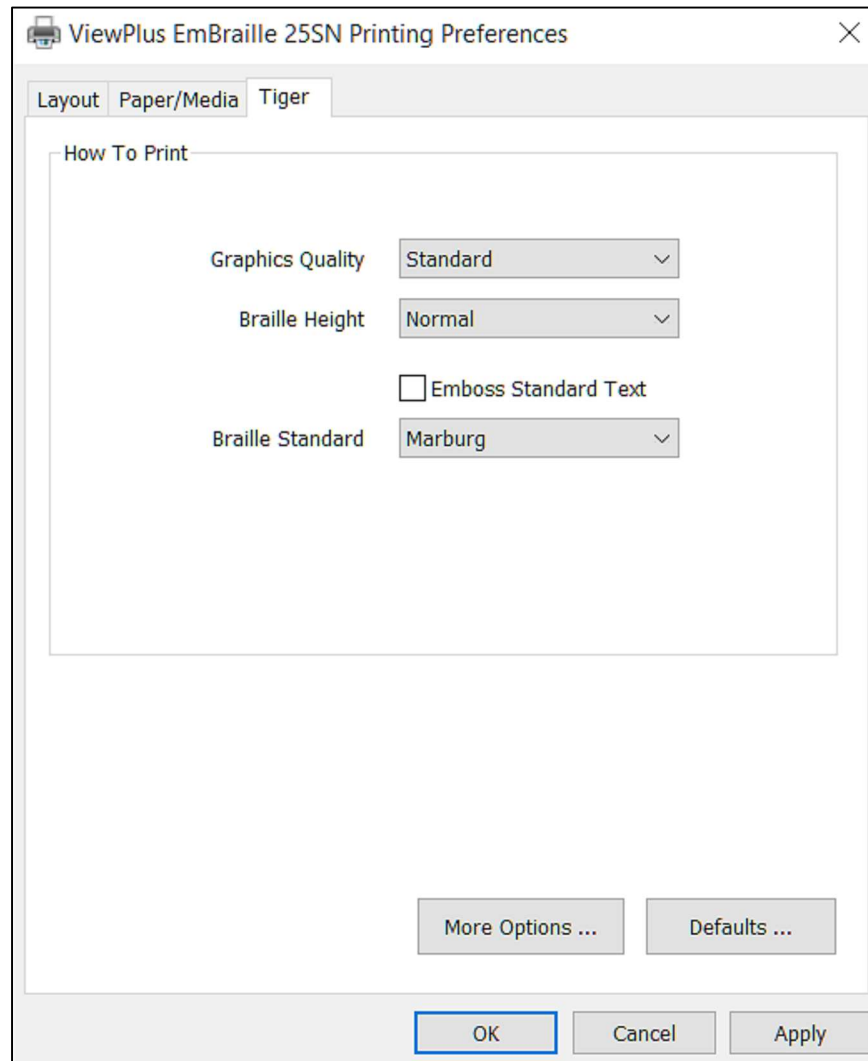 ViewPlus EmBraille 25SN Printing Preferences
Layout Paper/Media Tiger
How To Print
Graphics Quality Standard
Braille Height Normal
Emboss Standard Text
Braille Standard Marburg
More Options ... Defaults ...
OK Cancel Apply